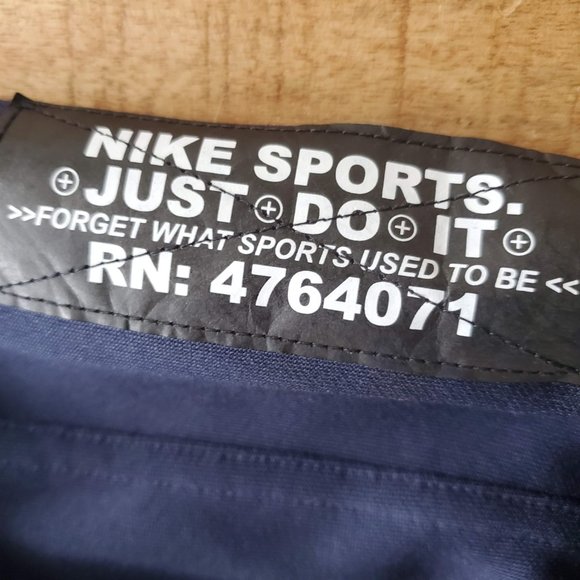 NIKE SPORTS.
⊕JUST⊕DO⊕IT⊕
>>FORGET WHAT SPORTS USED TO BE <<
RN: 4764071